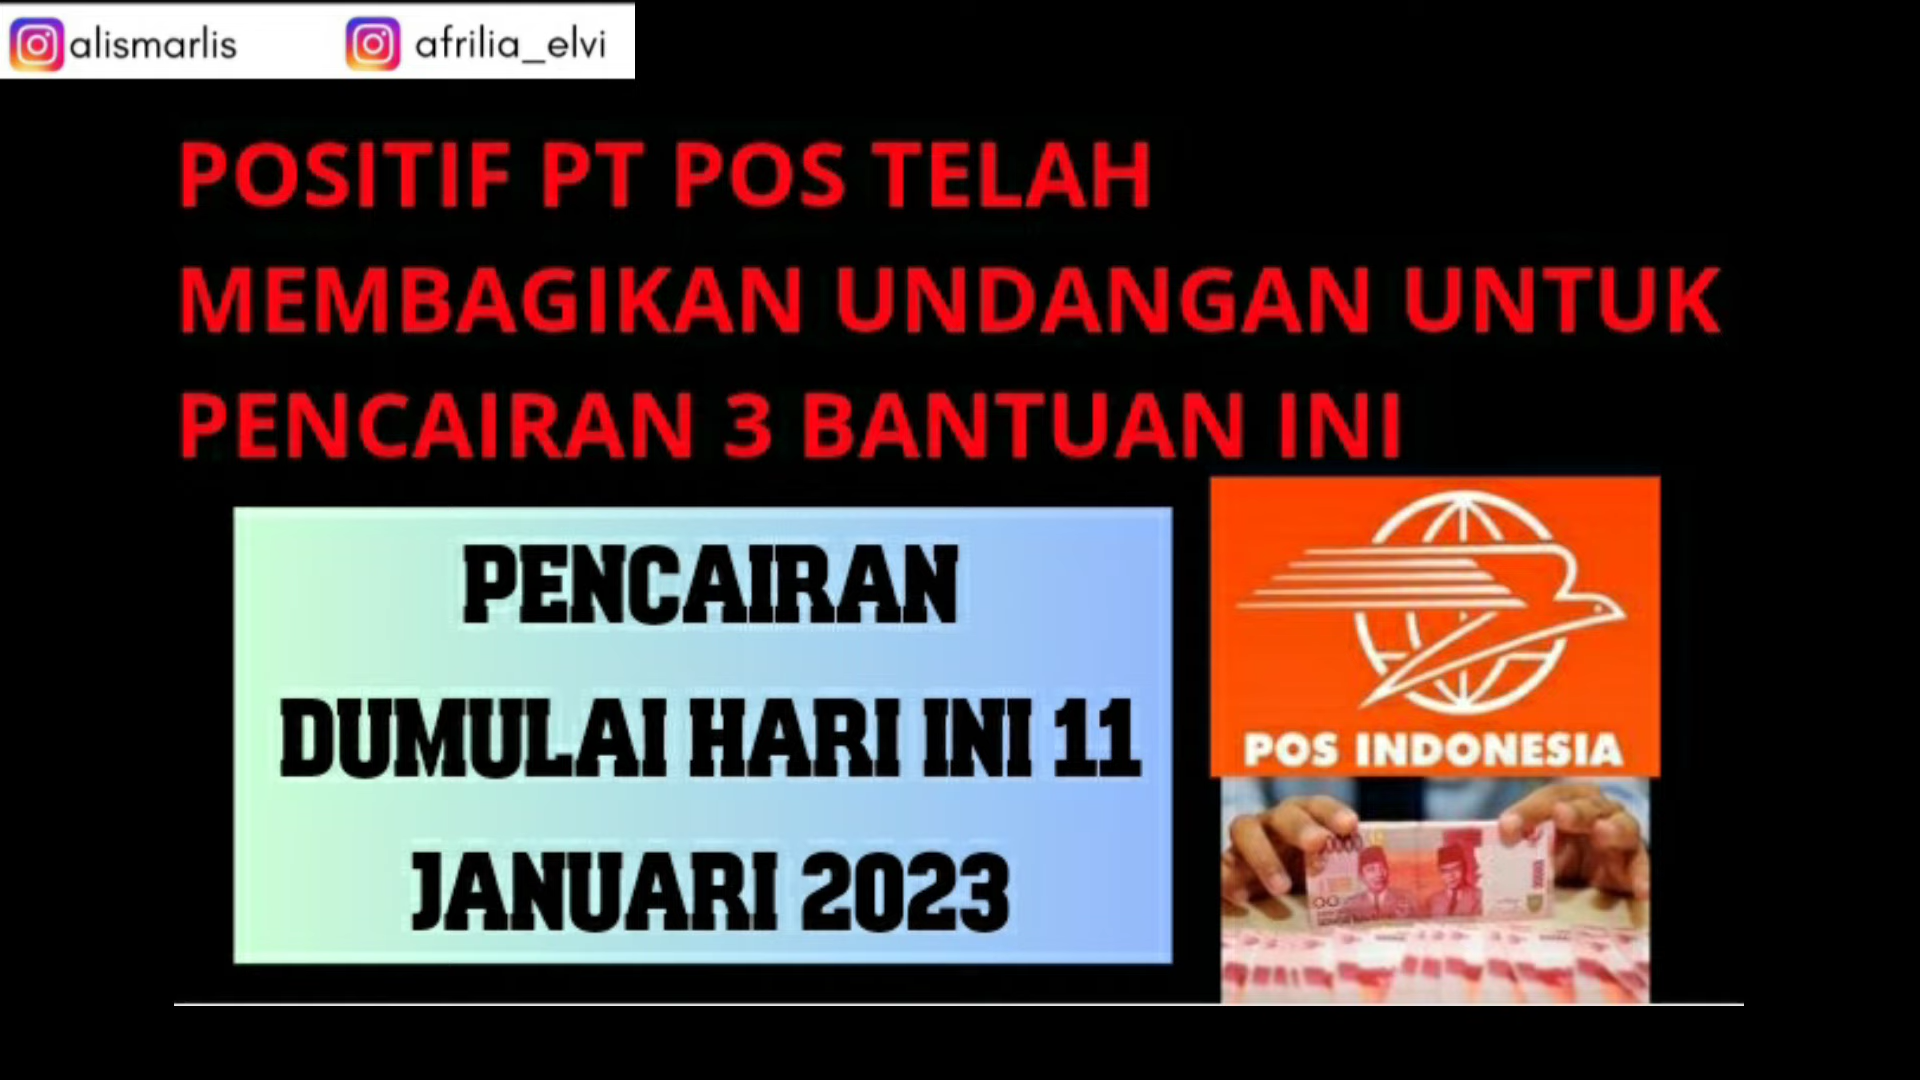 alismarlis afrilia_elvi
POSITIF PT POS TELAH
MEMBAGIKAN UNDANGAN UNTUK
PENCAIRAN 3 BANTUAN INI
PENCAIRAN
DUMULAI HARI INI 11
JANUARI 2023
POS INDONESIA